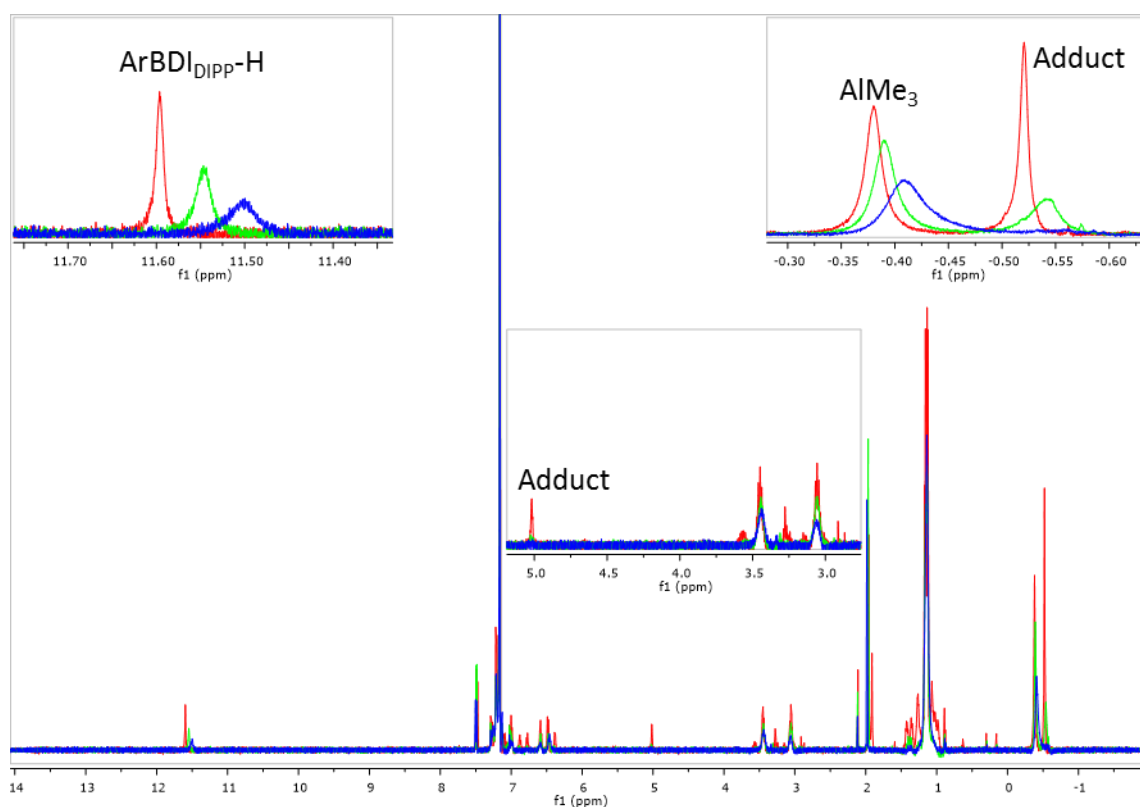 ArBDIDIPP-H
11.70 11.60 11.50 11.40
f1 (ppm)
Adduct
AlMe3
-0.30 -0.35 -0.40 -0.45 -0.50 -0.55 -0.60
f1 (ppm)
Adduct
5.0 4.5 4.0 3.5 3.0
f1 (ppm)
14 13 12 11 10 9 8 7 6 5 4 3 2 1 0 -1
f1 (ppm)